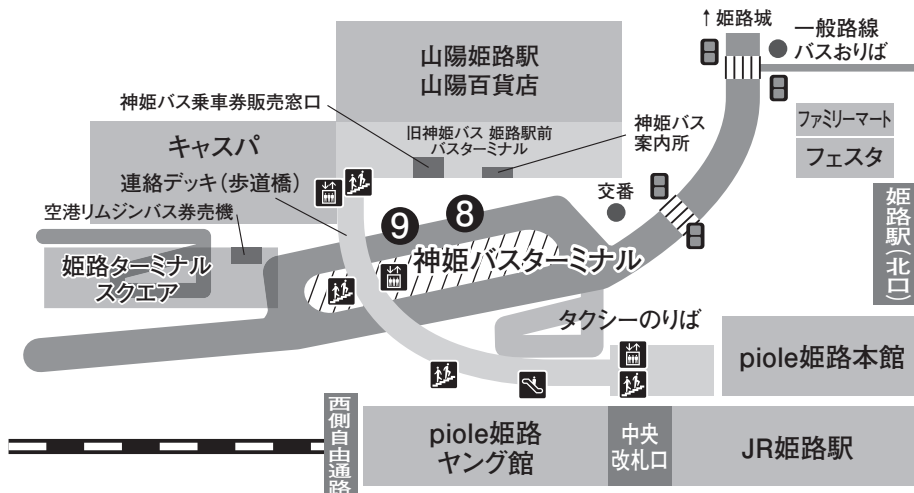 ↑姫路城
一般路線
バスおりば
山陽姫路駅
山陽百貨店
神姫バス乗車券販売窓口
旧神姫バス 姫路駅前
バスターミナル
神姫バス
案内所
ファミリーマート
フェスタ
キャスパ
連絡デッキ(歩道橋)
空港リムジンバス券売機
交番
9
8
姫路駅(北口)
姫路ターミナル
スクエア
神姫バスターミナル
タクシーのりば
piole姫路本館
西側自由通路
piole姫路
ヤング館
中央
改札口
JR姫路駅